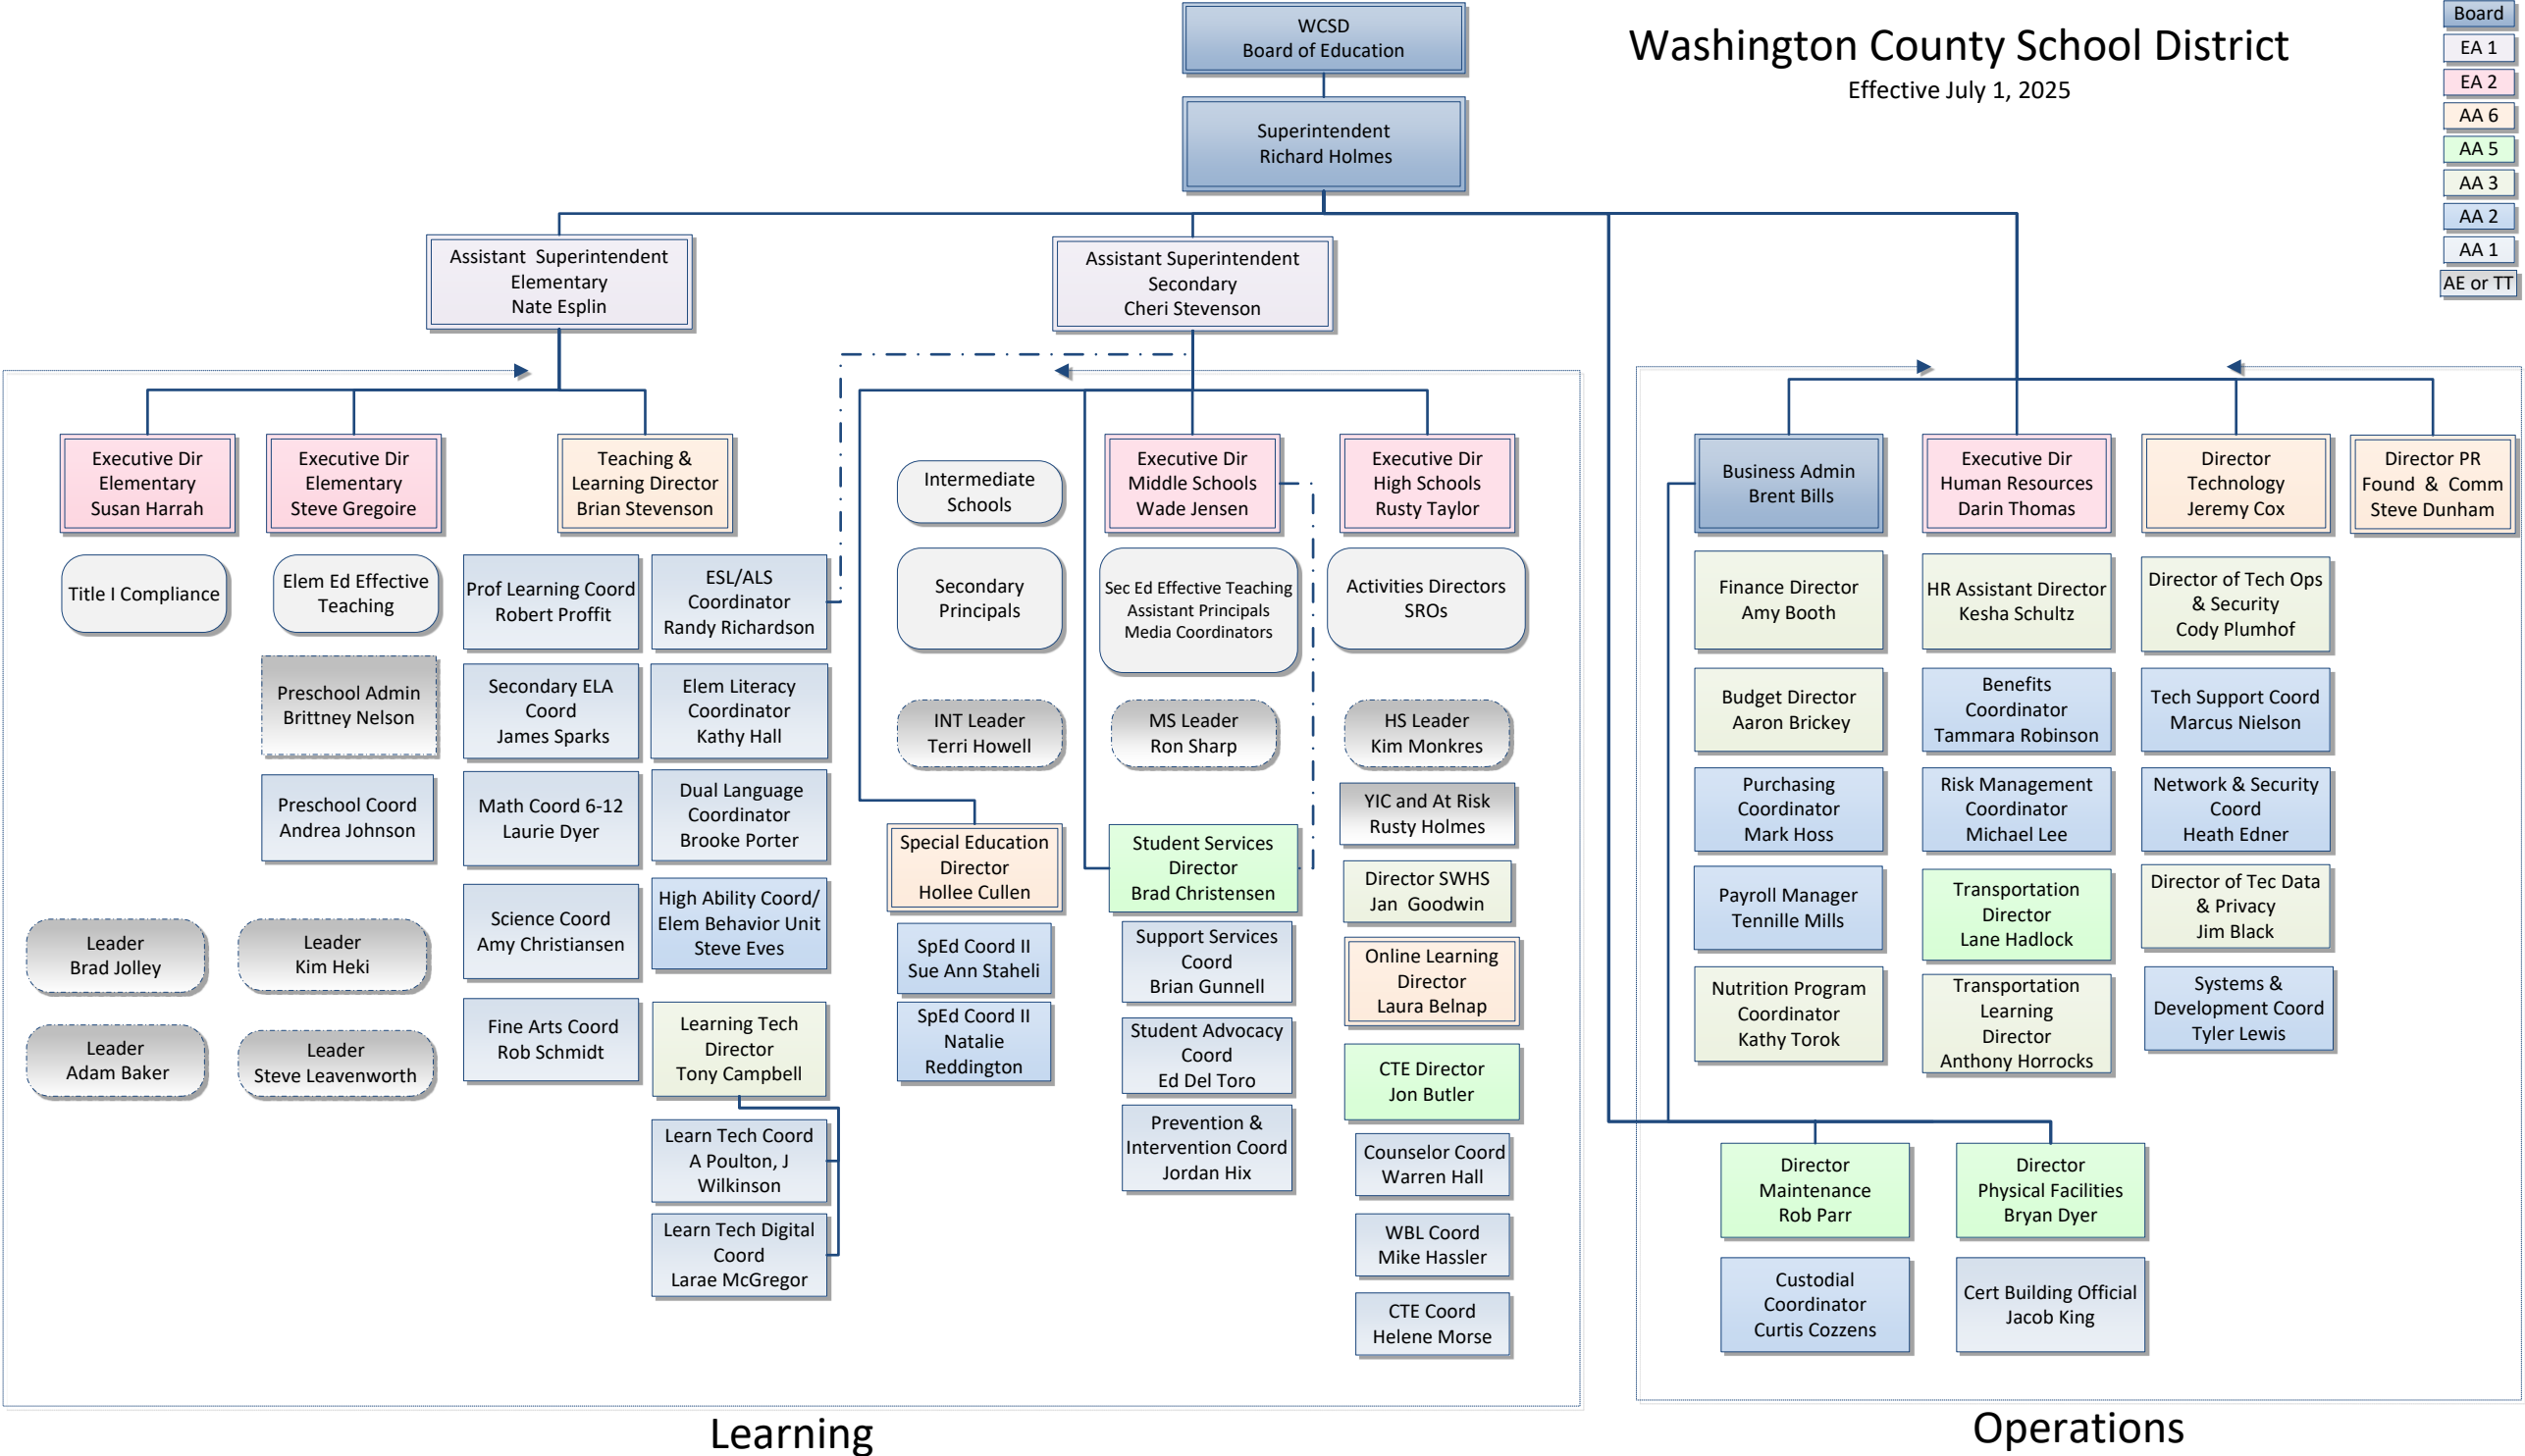 WCSD
Board of Education
Washington County School District
Effective July 1, 2025
Board
EA 1
EA 2
AA 6
AA 5
AA 3
AA 2
AA 1
AE or TT
Superintendent
Richard Holmes
Assistant  Superintendent
Elementary
Nate Esplin
Assistant Superintendent
Secondary
Cheri Stevenson
Executive Dir
Elementary
Susan Harrah
Title I Compliance
Leader
Brad Jolley
Leader
Adam Baker
Executive Dir
Elementary
Steve Gregoire
Elem Ed Effective
Teaching
Preschool Admin
Brittney Nelson
Preschool Coord
Andrea Johnson
Leader
Kim Heki
Leader
Steve Leavenworth
Teaching &
Learning Director
Brian Stevenson
Prof Learning Coord
Robert Proffit
Secondary ELA
Coord
James Sparks
Math Coord 6-12
Laurie Dyer
Science Coord
Amy Christiansen
Fine Arts Coord
Rob Schmidt
ESL/ALS
Coordinator
Randy Richardson
Elem Literacy
Coordinator
Kathy Hall
Dual Language
Coordinator
Brooke Porter
High Ability Coord/
Elem Behavior Unit
Steve Eves
Learning Tech
Director
Tony Campbell
Learn Tech Coord
A Poulton, J
Wilkinson
Learn Tech Digital
Coord
Larae McGregor
Intermediate
Schools
Secondary
Principals
INT Leader
Terri Howell
Special Education
Director
Hollee Cullen
SpEd Coord II
Sue Ann Staheli
SpEd Coord II
Natalie
Reddington
Executive Dir
Middle Schools
Wade Jensen
Sec Ed Effective Teaching
Assistant Principals
Media Coordinators
MS Leader
Ron Sharp
Student Services
Director
Brad Christensen
Support Services
Coord
Brian Gunnell
Student Advocacy
Coord
Ed Del Toro
Prevention &
Intervention Coord
Jordan Hix
Executive Dir
High Schools
Rusty Taylor
Activities Directors
SROs
HS Leader
Kim Monkres
YIC and At Risk
Rusty Holmes
Director SWHS
Jan  Goodwin
Online Learning
Director
Laura Belnap
CTE Director
Jon Butler
Counselor Coord
Warren Hall
WBL Coord
Mike Hassler
CTE Coord
Helene Morse
Business Admin
Brent Bills
Finance Director
Amy Booth
Budget Director
Aaron Brickey
Purchasing
Coordinator
Mark Hoss
Payroll Manager
Tennille Mills
Nutrition Program
Coordinator
Kathy Torok
Executive Dir
Human Resources
Darin Thomas
HR Assistant Director
Kesha Schultz
Benefits
Coordinator
Tammara Robinson
Risk Management
Coordinator
Michael Lee
Transportation
Director
Lane Hadlock
Transportation
Learning
Director
Anthony Horrocks
Director
Technology
Jeremy Cox
Director of Tech Ops
& Security
Cody Plumhof
Tech Support Coord
Marcus Nielson
Network & Security
Coord
Heath Edner
Director of Tec Data
& Privacy
Jim Black
Systems &
Development Coord
Tyler Lewis
Director PR
Found  &  Comm
Steve Dunham
Director
Maintenance
Rob Parr
Custodial
Coordinator
Curtis Cozzens
Director
Physical Facilities
Bryan Dyer
Cert Building Official
Jacob King
Learning
Operations